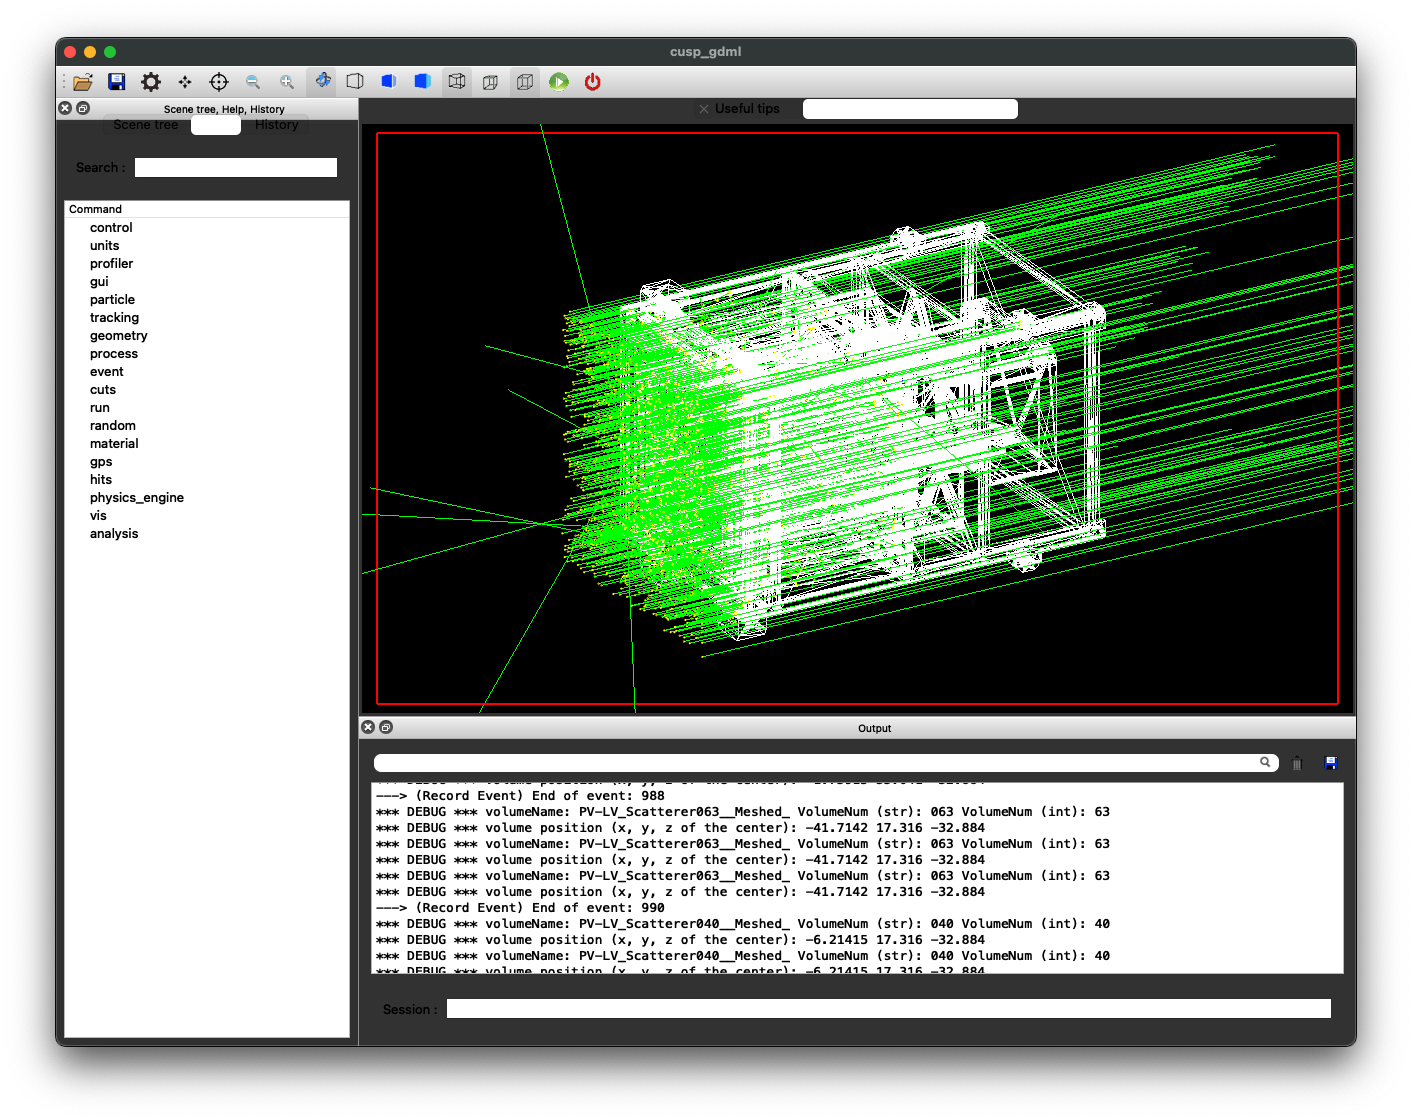 cusp_gdml
Scene tree, Help, History
Useful tips
Scene tree
History
Search :
Command
control
units
profiler
gui
particle
tracking
geometry
process
event
cuts
run
random
material
gps
hits
physics_engine
vis
analysis
Output
---> (Record Event) End of event: 988
*** DEBUG *** volumeName: PV-LV_Scatterer063__Meshed_ VolumeNum (str): 063 VolumeNum (int): 63
*** DEBUG *** volume position (x, y, z of the center): -41.7142 17.316 -32.884
*** DEBUG *** volumeName: PV-LV_Scatterer063__Meshed_ VolumeNum (str): 063 VolumeNum (int): 63
*** DEBUG *** volume position (x, y, z of the center): -41.7142 17.316 -32.884
*** DEBUG *** volumeName: PV-LV_Scatterer063__Meshed_ VolumeNum (str): 063 VolumeNum (int): 63
*** DEBUG *** volume position (x, y, z of the center): -41.7142 17.316 -32.884
---> (Record Event) End of event: 990
*** DEBUG *** volumeName: PV-LV_Scatterer040__Meshed_ VolumeNum (str): 040 VolumeNum (int): 40
*** DEBUG *** volume position (x, y, z of the center): -6.21415 17.316 -32.884
*** DEBUG *** volumeName: PV-LV_Scatterer040__Meshed_ VolumeNum (str): 040 VolumeNum (int): 40
*** DEBUG *** volume position (x, y, z of the center): -6.21415 17.316 -32.884
Session :